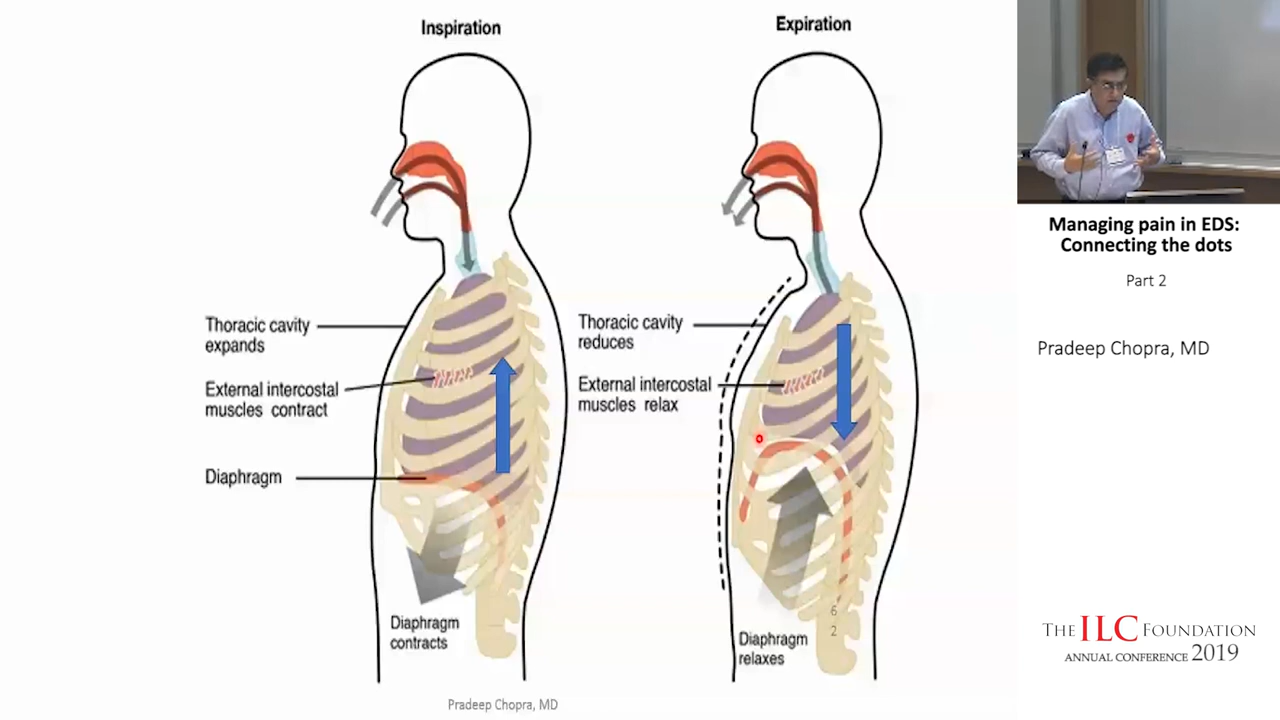 Inspiration
Thoracic cavity
expands
External intercostal
muscles contract
Diaphragm
Diaphragm
contracts
Expiration
Thoracic cavity
reduces
External intercostal
muscles relax
Diaphragm
relaxes
6
2
Pradeep Chopra, MD
Managing pain in EDS:
Connecting the dots
Part 2
Pradeep Chopra, MD
THE ILC FOUNDATION
ANNUAL CONFERENCE 2019